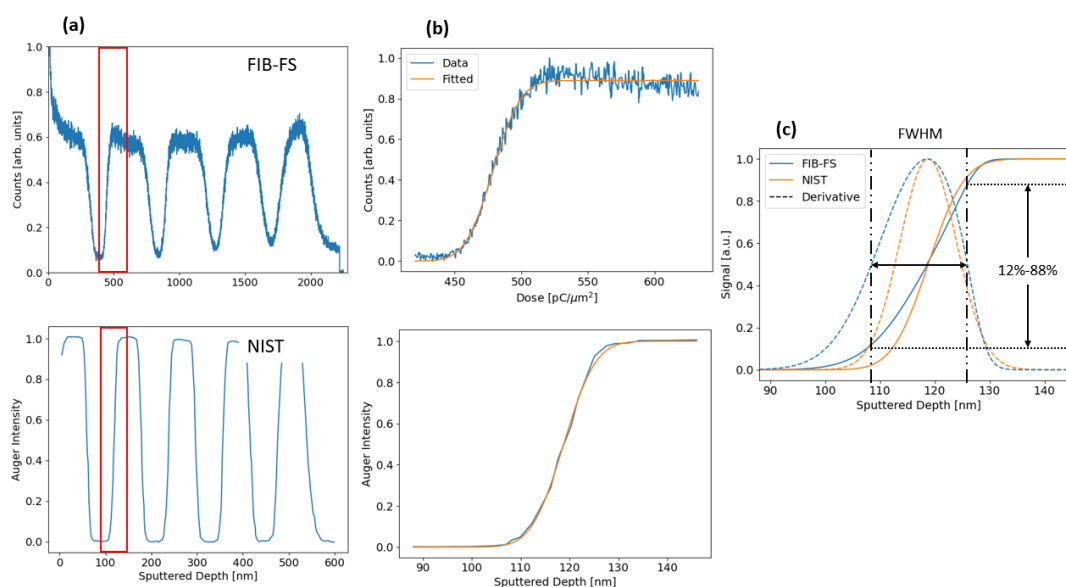 (a)
FIB-FS
Counts [arb. units]
1.0
0.8
0.6
0.4
0.2
0.0
0 500 1000 1500 2000
NIST
Auger Intensity
1.0
0.8
0.6
0.4
0.2
0.0
0 100 200 300 400 500 600
Sputtered Depth [nm]
(b)
Data
Fitted
Counts [arb. units]
1.0
0.8
0.6
0.4
0.2
0.0
450 500 550 600
Dose [pC/μm²]
Auger Intensity
1.0
0.8
0.6
0.4
0.2
0.0
90 100 110 120 130 140
Sputtered Depth [nm]
(c)
FWHM
FIB-FS
NIST
Derivative
Signal [a.u.]
1.0
0.8
0.6
0.4
0.2
0.0
12%-88%
90 100 110 120 130 140
Sputtered Depth [nm]